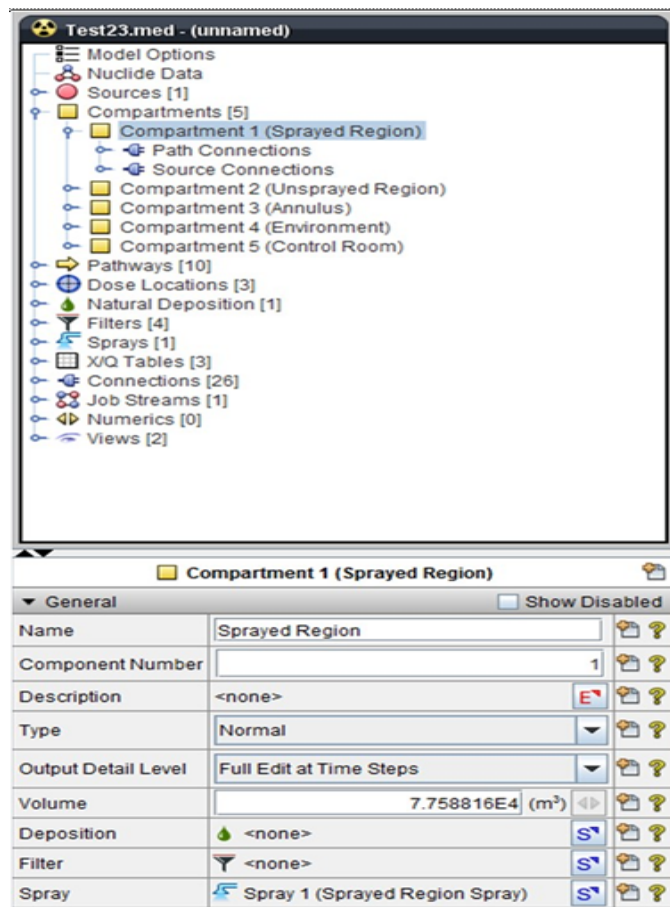 Test23.med - (unnamed)
Model Options
Nuclide Data
Sources [1]
Compartments [5]
Compartment 1 (Sprayed Region)
Path Connections
Source Connections
Compartment 2 (Unsprayed Region)
Compartment 3 (Annulus)
Compartment 4 (Environment)
Compartment 5 (Control Room)
Pathways [10]
Dose Locations [3]
Natural Deposition [1]
Filters [4]
Sprays [1]
X/Q Tables [3]
Connections [26]
Job Streams [1]
Numerics [0]
Views [2]
Compartment 1 (Sprayed Region)
General Show Disabled
Name Sprayed Region ?
Component Number 1 ?
Description <none> E ?
Type Normal ?
Output Detail Level Full Edit at Time Steps ?
Volume 7.758816E4 (m³) ?
Deposition <none> S ?
Filter <none> S ?
Spray Spray 1 (Sprayed Region Spray) S ?